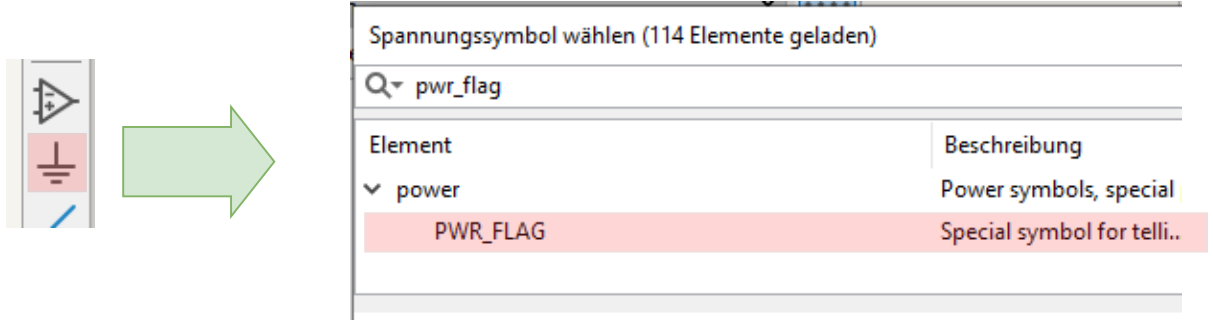 Spannungssymbol wählen (114 Elemente geladen)
pwr_flag
Element Beschreibung
power Power symbols, special
PWR_FLAG Special symbol for telli..